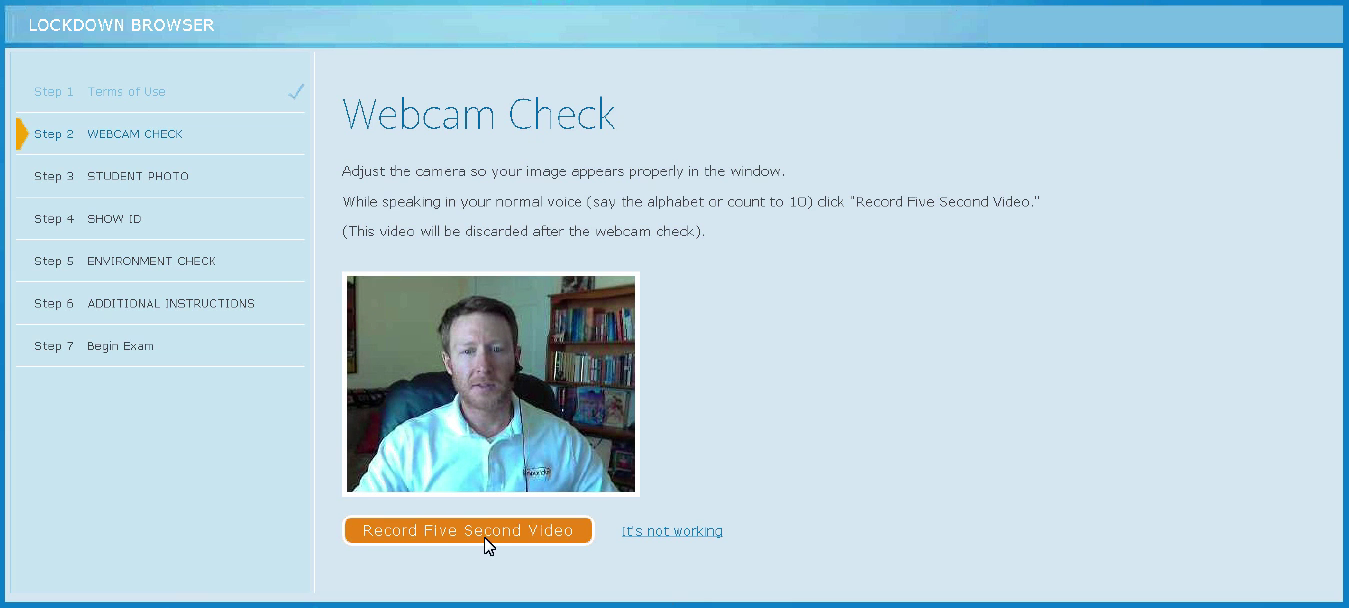 LOCKDOWN BROWSER
Step 1 Terms of Use
Step 2 WEBCAM CHECK
Step 3 STUDENT PHOTO
Step 4 SHOW ID
Step 5 ENVIRONMENT CHECK
Step 6 ADDITIONAL INSTRUCTIONS
Step 7 Begin Exam
Webcam Check
Adjust the camera so your image appears properly in the window.
While speaking in your normal voice (say the alphabet or count to 10) click "Record Five Second Video."
(This video will be discarded after the webcam check).
Record Five Second Video
It's not working